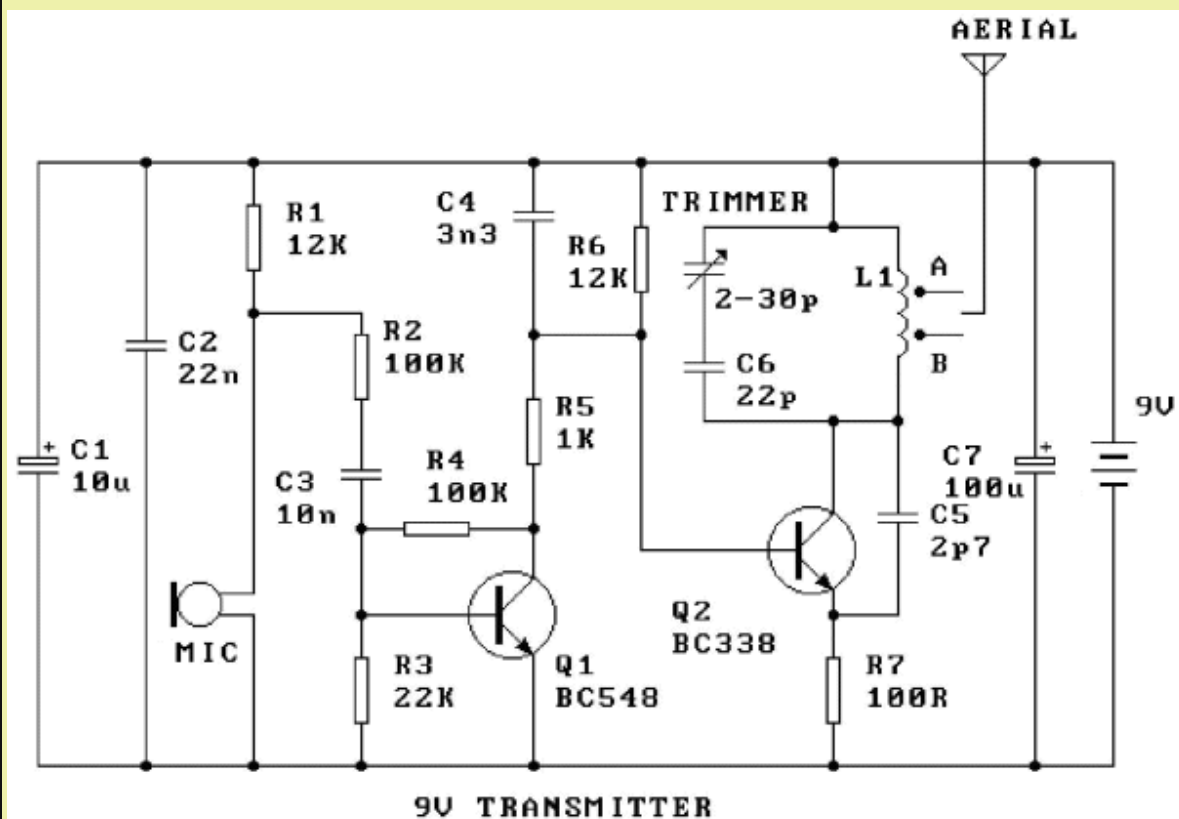 AERIAL
R1
12K
C4
3n3
TRIMMER
R6
12K
L1
A
2-30p
B
C2
22n
R2
100K
C6
22p
R5
1K
9V
C1
+
10u
R4
100K
C3
10n
C7
+
100u
C5
2p7
MIC
Q2
BC338
R3
22K
Q1
BC548
R7
100R
9V TRANSMITTER